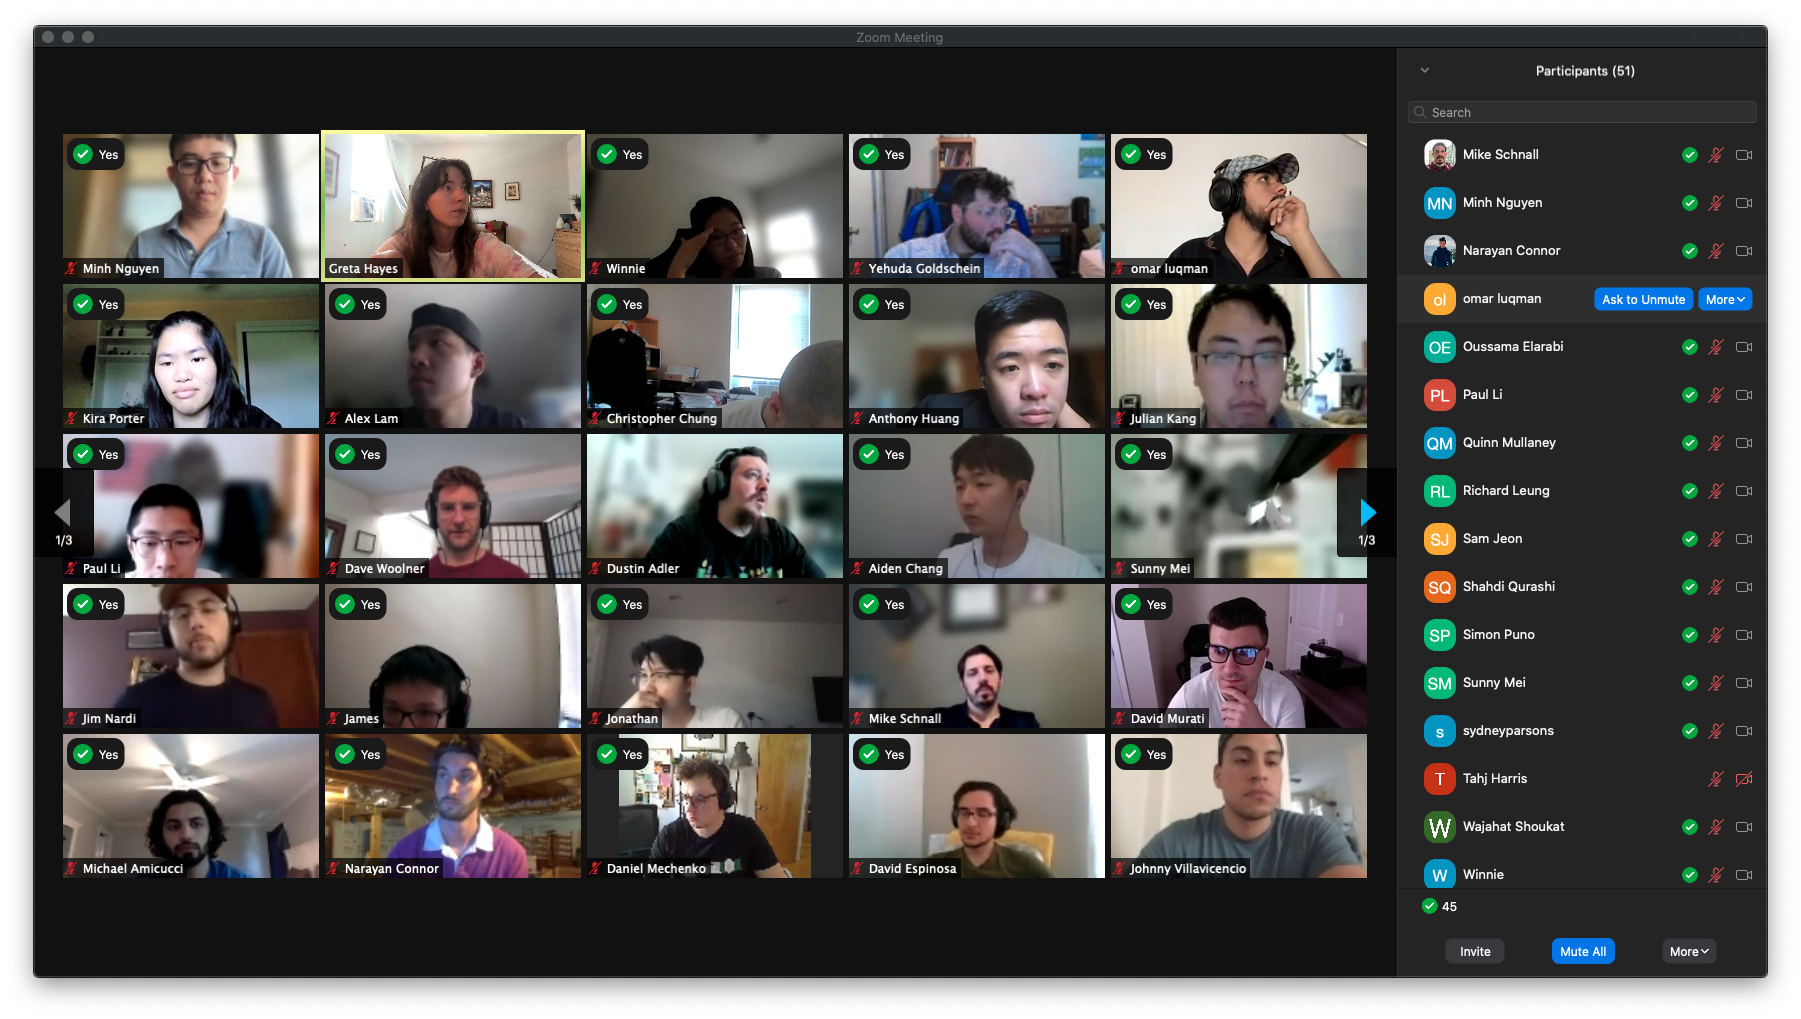 Zoom Meeting
Yes
Minh Nguyen
Greta Hayes
Yes
Winnie
Yes
Yehuda Goldschein
Yes
omar luqman
Yes
Kira Porter
Yes
Alex Lam
Yes
Christopher Chung
Yes
Anthony Huang
Yes
Julian Kang
Yes
Paul Li
Yes
Dave Woolner
Dustin Adler
Yes
Aiden Chang
Yes
Sunny Mei
1/3
1/3
Yes
Jim Nardi
Yes
James
Yes
Jonathan
Yes
Mike Schnall
Yes
David Murati
Yes
Michael Amicucci
Yes
Narayan Connor
Yes
Daniel Mechenko
Yes
David Espinosa
Yes
Johnny Villavicencio
Participants (51)
Search
Mike Schnall
MN Minh Nguyen
Narayan Connor
ol omar luqman Ask to Unmute More
OE Oussama Elarabi
PL Paul Li
QM Quinn Mullaney
RL Richard Leung
SJ Sam Jeon
SQ Shahdi Qurashi
SP Simon Puno
SM Sunny Mei
s sydneyparsons
T Tahj Harris
W Wajahat Shoukat
W Winnie
45
Invite Mute All More